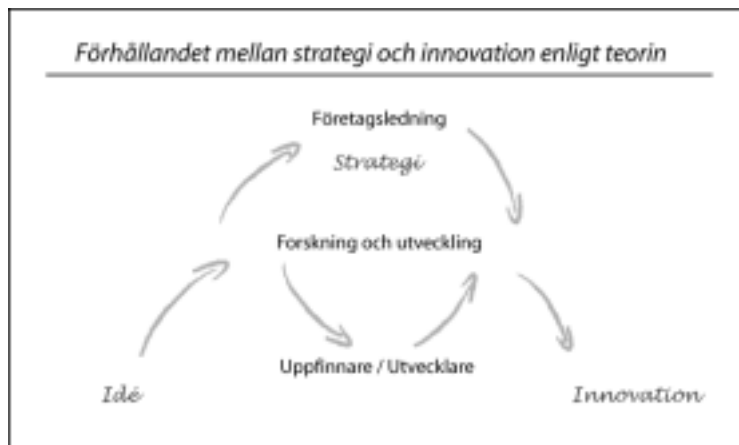 Förhållandet mellan strategi och innovation enligt teorin
Företagsledning
Strategi
Forskning och utveckling
Uppfinnare / Utvecklare
Idé
Innovation